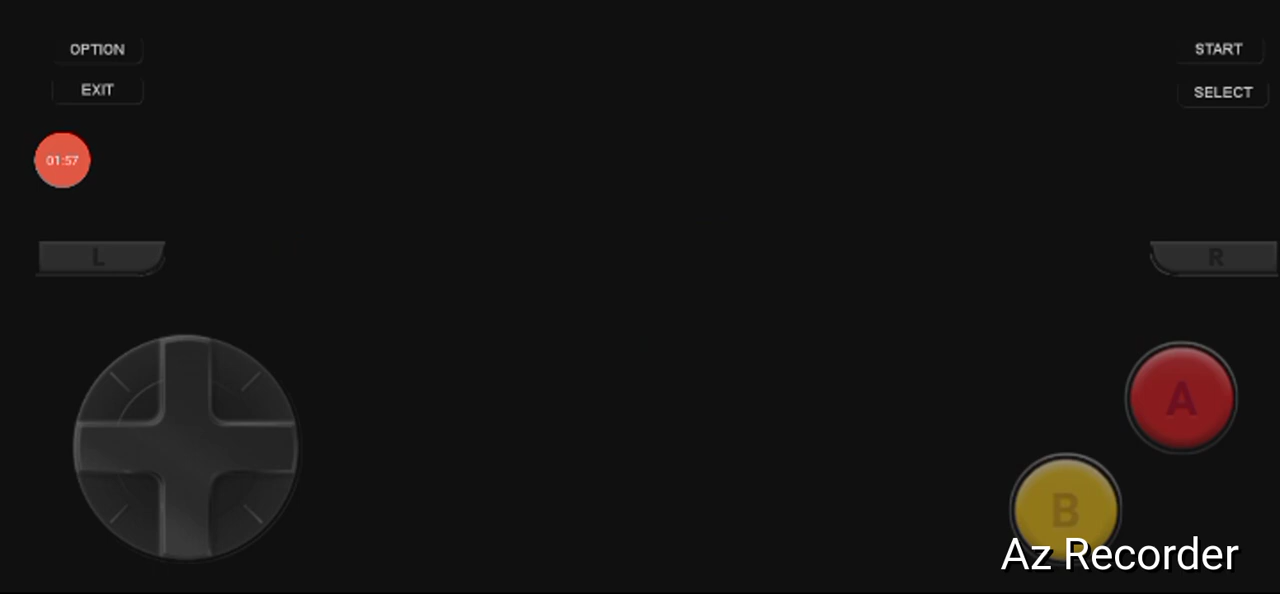 OPTION
START
EXIT
SELECT
01:57
L
R
A
B
Az Recorder